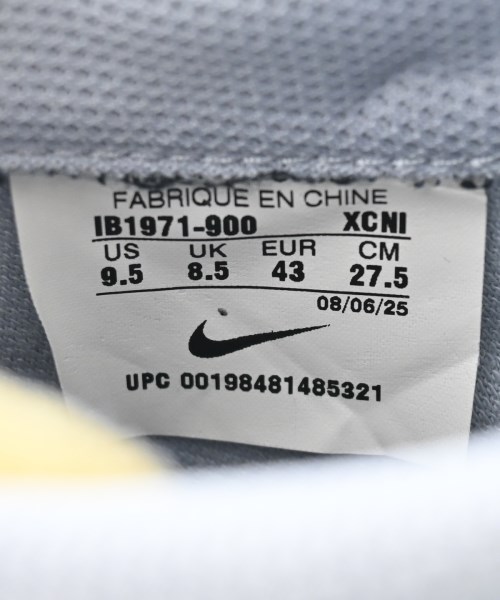 FABRIQUE EN CHINE
IB1971-900 XCNI
US UK EUR CM
9.5 8.5 43 27.5
08/06/25
UPC 00198481485321